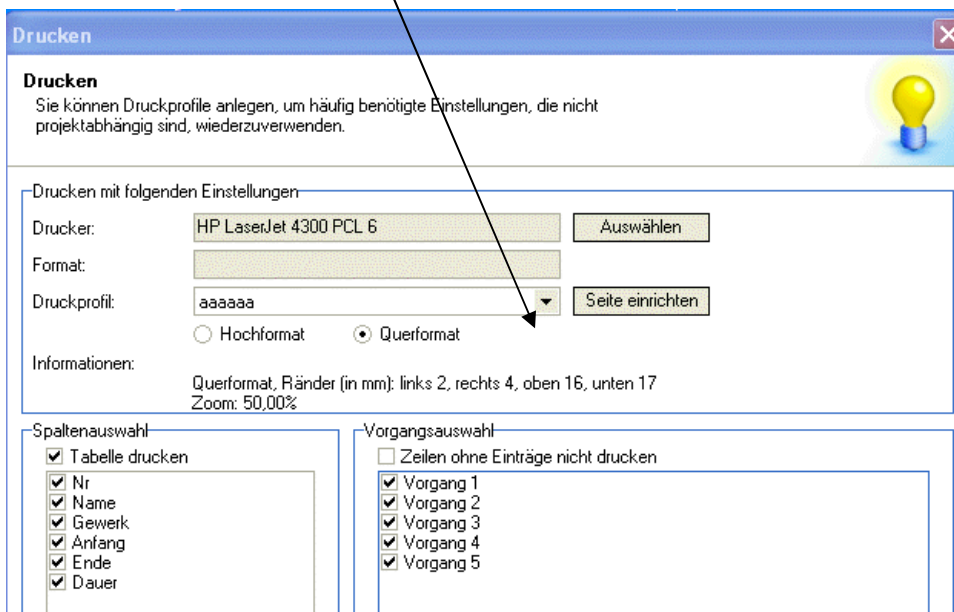 Drucken
Drucken
Sie können Druckprofile anlegen, um häufig benötigte Einstellungen, die nicht
projektabhängig sind, wiederzuverwenden.
Drucken mit folgenden Einstellungen
Drucker: HP LaserJet 4300 PCL 6 Auswählen
Format:
Druckprofil: aaaaaa Seite einrichten
Hochformat Querformat
Informationen:
Querformat, Ränder (in mm): links 2, rechts 4, oben 16, unten 17
Zoom: 50,00%
Spaltenauswahl
Tabelle drucken
Nr
Name
Gewerk
Anfang
Ende
Dauer
Vorgangsauswahl
Zeilen ohne Einträge nicht drucken
Vorgang 1
Vorgang 2
Vorgang 3
Vorgang 4
Vorgang 5